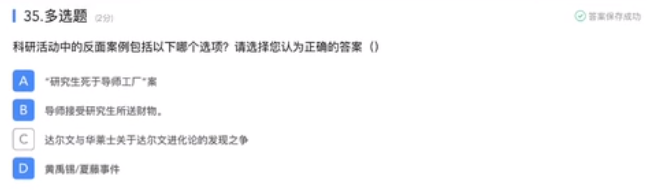 35.多选题 (2分) 答案保存成功
科研活动中的反面案例包括以下哪个选项？请选择您认为正确的答案（）
A “研究生死于导师工厂”案
B 导师接受研究生所送财物。
C 达尔文与华莱士关于达尔文进化论的发现之争
D 黄禹锡/夏藤事件